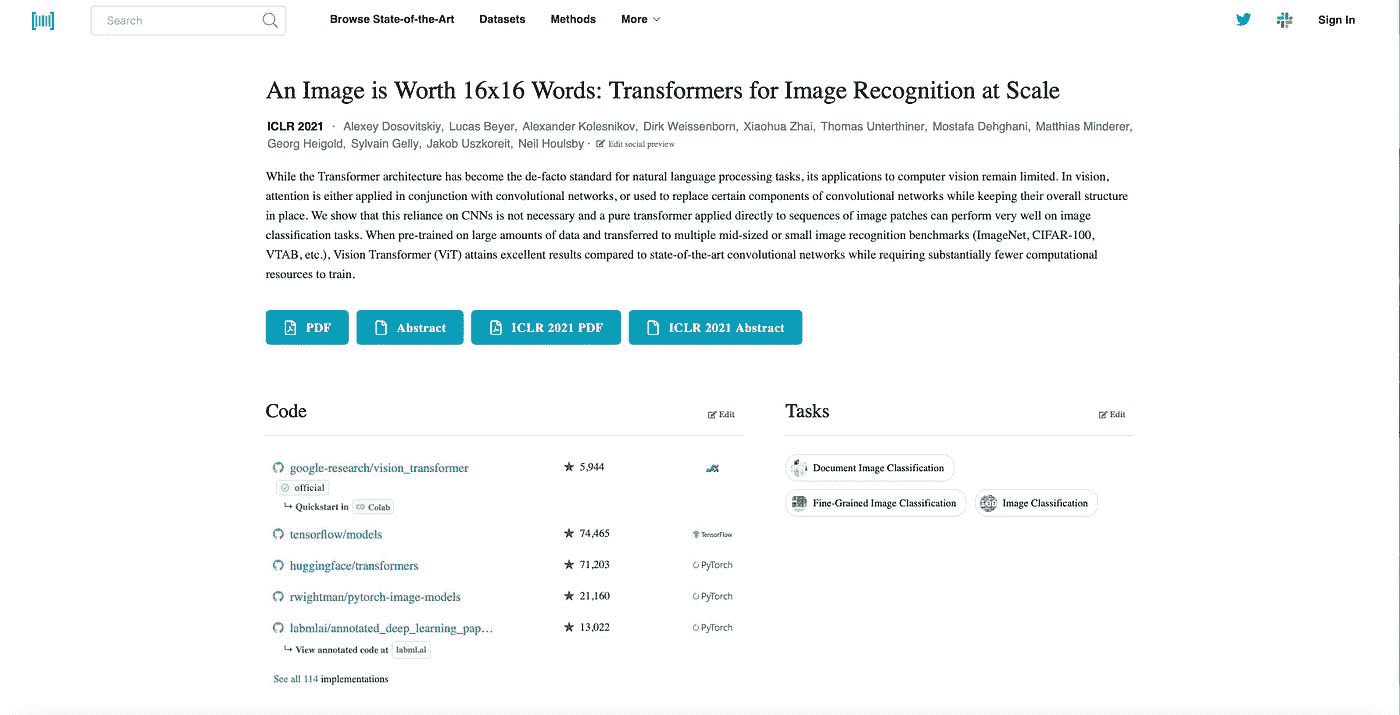 Search
Browse State-of-the-Art Datasets Methods More Sign In
An Image is Worth 16x16 Words: Transformers for Image Recognition at Scale
ICLR 2021 · Alexey Dosovitskiy, Lucas Beyer, Alexander Kolesnikov, Dirk Weissenborn, Xiaohua Zhai, Thomas Unterthiner, Mostafa Dehghani, Matthias Minderer,
Georg Heigold, Sylvain Gelly, Jakob Uszkoreit, Neil Houlsby · Edit social preview
While the Transformer architecture has become the de-facto standard for natural language processing tasks, its applications to computer vision remain limited. In vision,
attention is either applied in conjunction with convolutional networks, or used to replace certain components of convolutional networks while keeping their overall structure
in place. We show that this reliance on CNNs is not necessary and a pure transformer applied directly to sequences of image patches can perform very well on image
classification tasks. When pre-trained on large amounts of data and transferred to multiple mid-sized or small image recognition benchmarks (ImageNet, CIFAR-100,
VTAB, etc.), Vision Transformer (ViT) attains excellent results compared to state-of-the-art convolutional networks while requiring substantially fewer computational
resources to train.
PDF Abstract ICLR 2021 PDF ICLR 2021 Abstract
Code Edit
google-research/vision_transformer 5,944
official
Quickstart in Colab
tensorflow/models 74,465 TensorFlow
huggingface/transformers 71,203 PyTorch
rwightman/pytorch-image-models 21,160 PyTorch
labmlai/annotated_deep_learning_pap… 13,022 PyTorch
View annotated code at labml.ai
See all 114 implementations
Tasks Edit
Document Image Classification
Fine-Grained Image Classification Image Classification